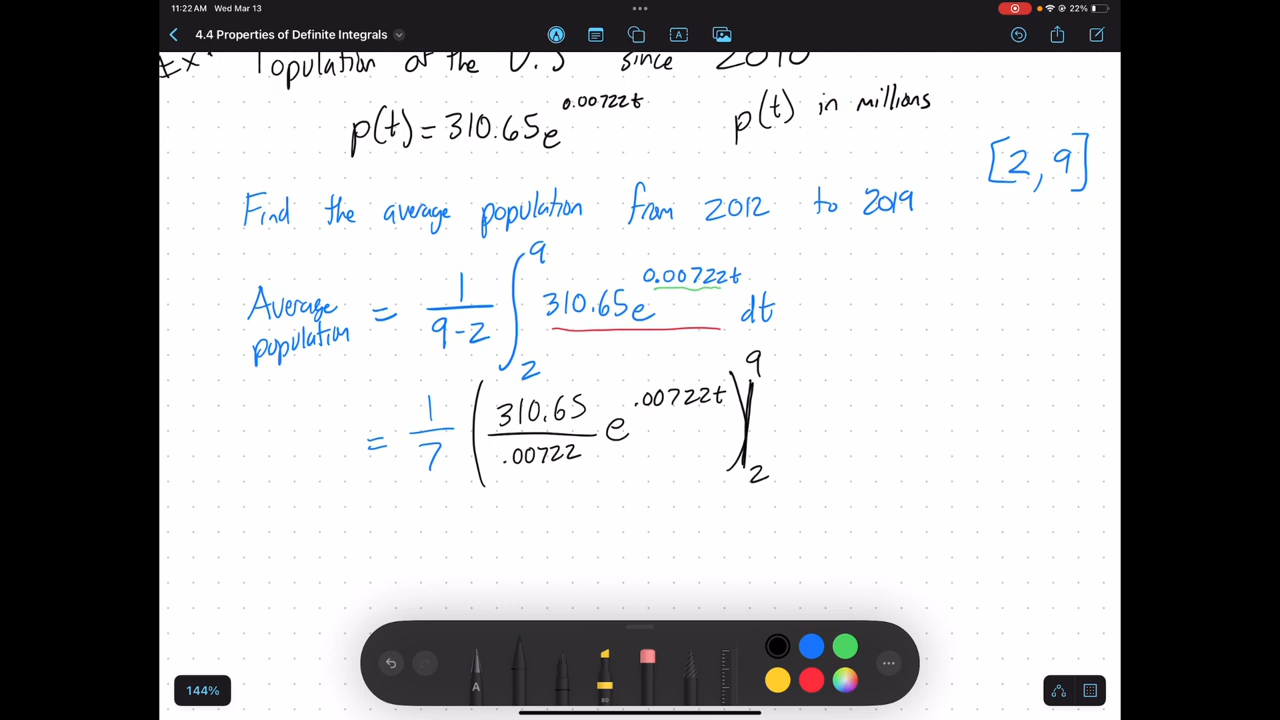 11:22 AM Wed Mar 13
22%
4.4 Properties of Definite Integrals
Ex: Population of the U.S since 2010
p(t) = 310.65e^0.00722t p(t) in millions
[2, 9]
Find the average population from 2012 to 2019
Average population = 1/(9-2) ∫_2^9 310.65e^0.00722t dt
= 1/7 (310.65/.00722 e^.00722t)|_2^9
A
80
144%